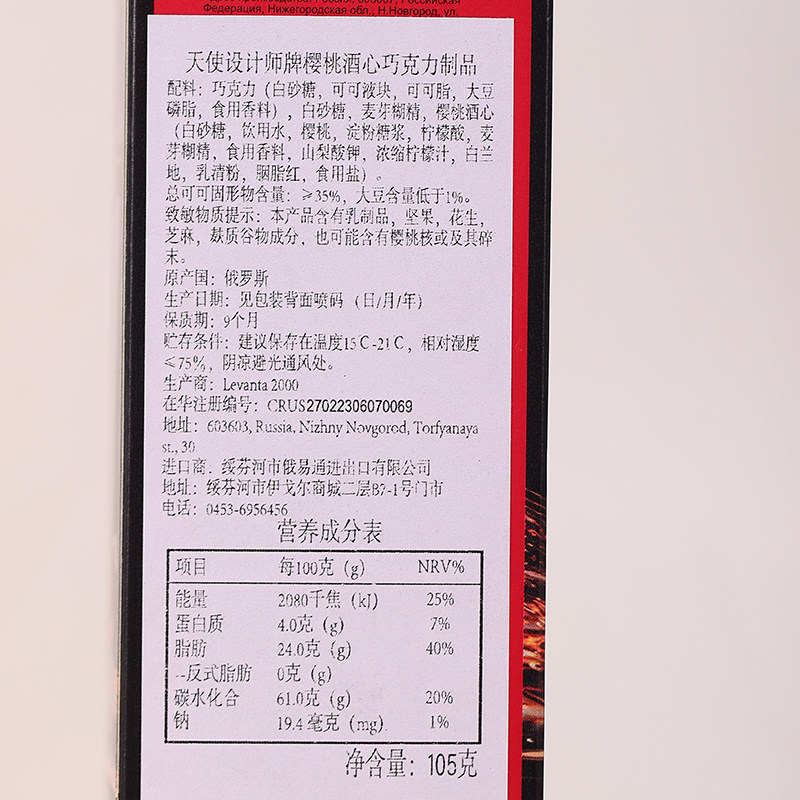 Федерация, Нижегородская обл., Н.Новгород, ул.
天使设计师牌樱桃酒心巧克力制品
配料：巧克力（白砂糖，可可液块，可可脂，大豆
磷脂，食用香料），白砂糖，麦芽糊精，樱桃酒心
（白砂糖，饮用水，樱桃，淀粉糖浆，柠檬酸，麦
芽糊精，食用香料，山梨酸钾，浓缩柠檬汁，白兰
地，乳清粉，胭脂红，食用盐）。
总可可固形物含量：≥35%，大豆含量低于1%。
致敏物质提示：本产品含有乳制品，坚果，花生，
芝麻，麸质谷物成分，也可能含有樱桃核或及其碎
末。
原产国：俄罗斯
生产日期：见包装背面喷码（日/月/年）
保质期：9个月
贮存条件：建议保存在温度15C-21C，相对湿度
≤75%，阴凉避光通风处。
生产商：Levanta 2000
在华注册编号：CRUS27022306070069
地址：603603, Russia, Nizhny Novgorod, Torfyanaya
st., 30
进口商：绥芬河市俄易通进出口有限公司
地址：绥芬河市伊戈尔商城二层B7-1号门市
电话：0453-6956456
营养成分表
项目 每100克（g） NRV%
能量 2080千焦（kJ） 25%
蛋白质 4.0克（g） 7%
脂肪 24.0克（g） 40%
--反式脂肪 0克（g）
碳水化合 61.0克（g） 20%
钠 19.4毫克（mg） 1%
净含量：105克